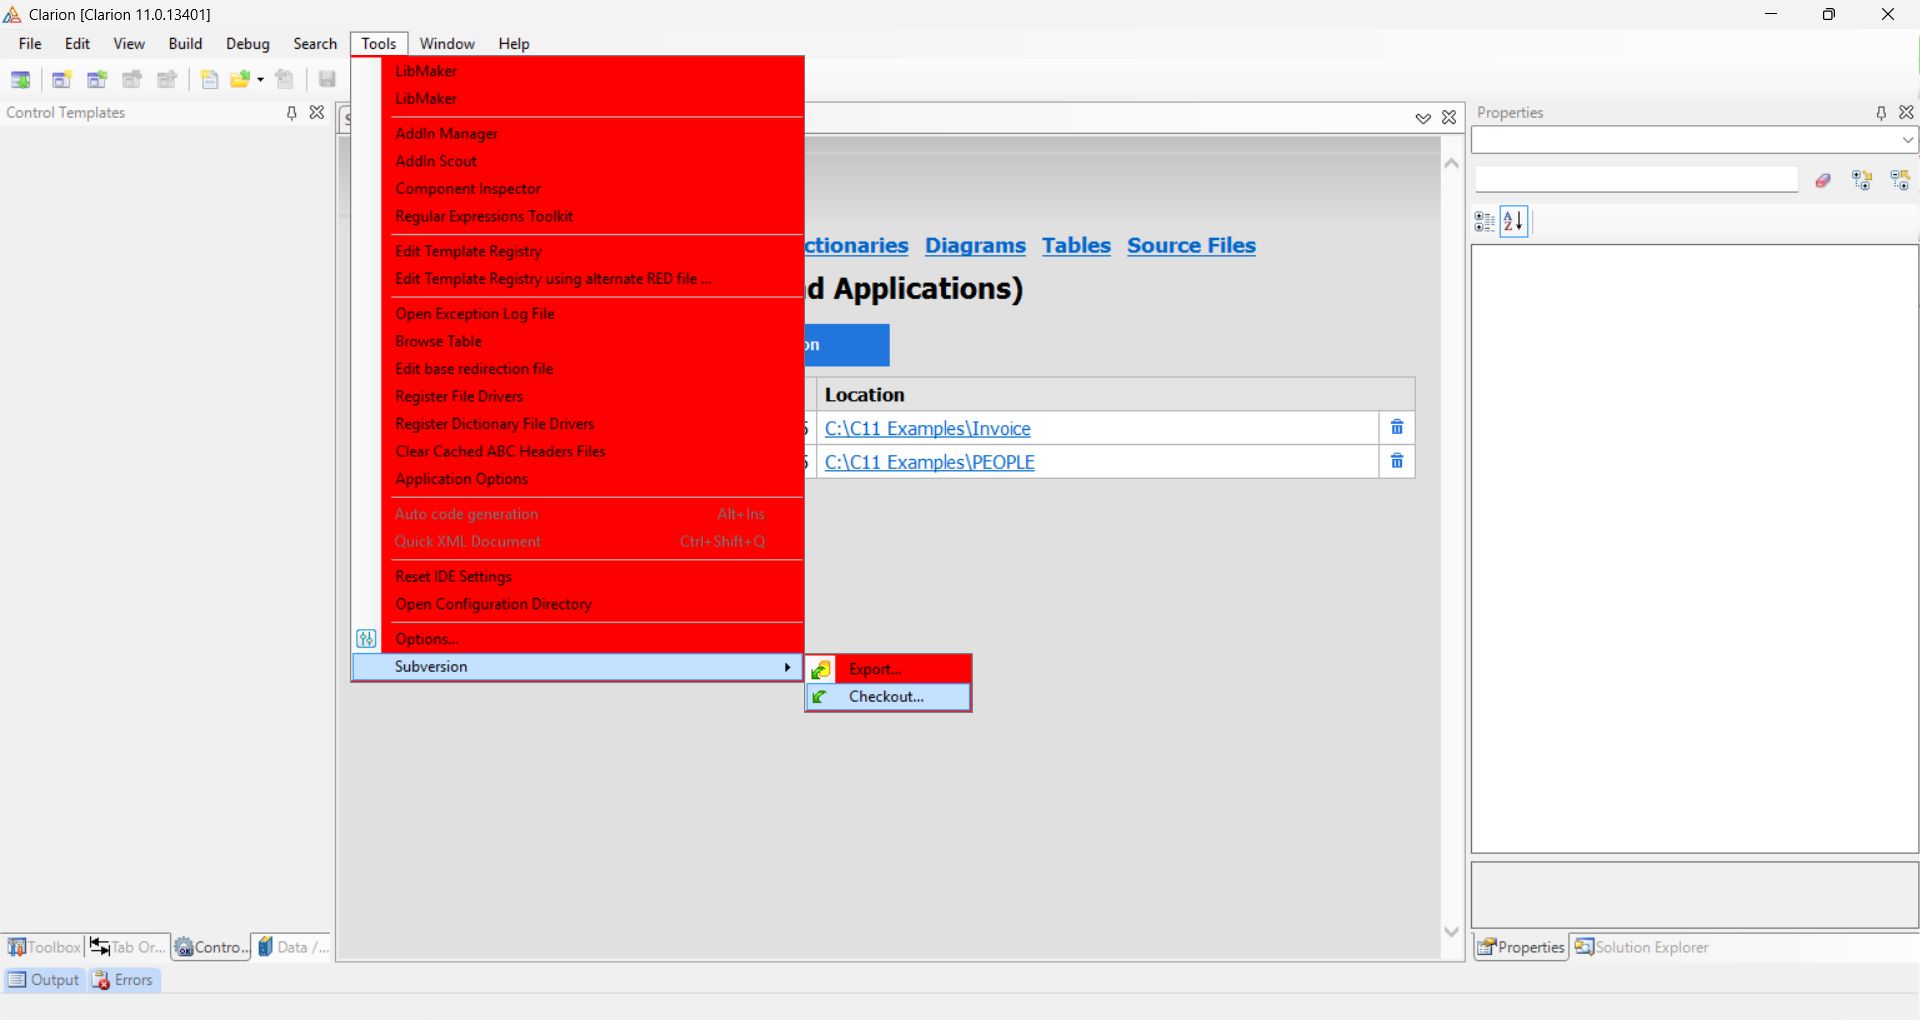 Clarion [Clarion 11.0.13401]
File Edit View Build Debug Search Tools Window Help
Control Templates
Properties
LibMaker
LibMaker
AddIn Manager
AddIn Scout
Component Inspector
Regular Expressions Toolkit
Edit Template Registry
Edit Template Registry using alternate RED file ...
Open Exception Log File
Browse Table
Edit base redirection file
Register File Drivers
Register Dictionary File Drivers
Clear Cached ABC Headers Files
Application Options
Auto code generation Alt+Ins
Quick XML Document Ctrl+Shift+Q
Reset IDE Settings
Open Configuration Directory
Options...
Subversion
Export...
Checkout...
ctionaries Diagrams Tables Source Files
d Applications)
on
Location
5 C:\C11 Examples\Invoice
5 C:\C11 Examples\PEOPLE
Toolbox Tab Or... Contro... Data /...
Properties Solution Explorer
Output Errors